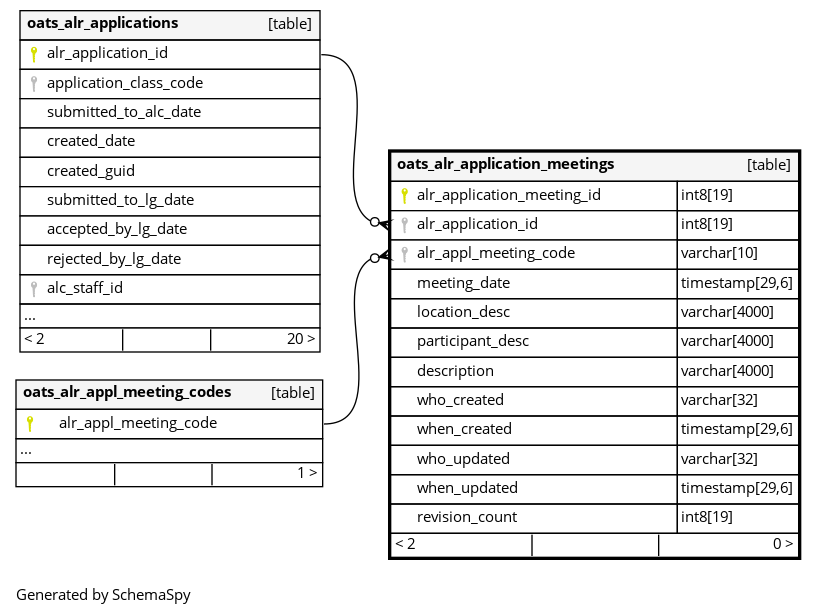 oats_alr_applications [table]
alr_application_id
application_class_code
submitted_to_alc_date
created_date
created_guid
submitted_to_lg_date
accepted_by_lg_date
rejected_by_lg_date
alc_staff_id
...
< 2 20 >
oats_alr_appl_meeting_codes [table]
alr_appl_meeting_code
...
1 >
oats_alr_application_meetings [table]
alr_application_meeting_id int8[19]
alr_application_id int8[19]
alr_appl_meeting_code varchar[10]
meeting_date timestamp[29,6]
location_desc varchar[4000]
participant_desc varchar[4000]
description varchar[4000]
who_created varchar[32]
when_created timestamp[29,6]
who_updated varchar[32]
when_updated timestamp[29,6]
revision_count int8[19]
< 2 0 >
Generated by SchemaSpy